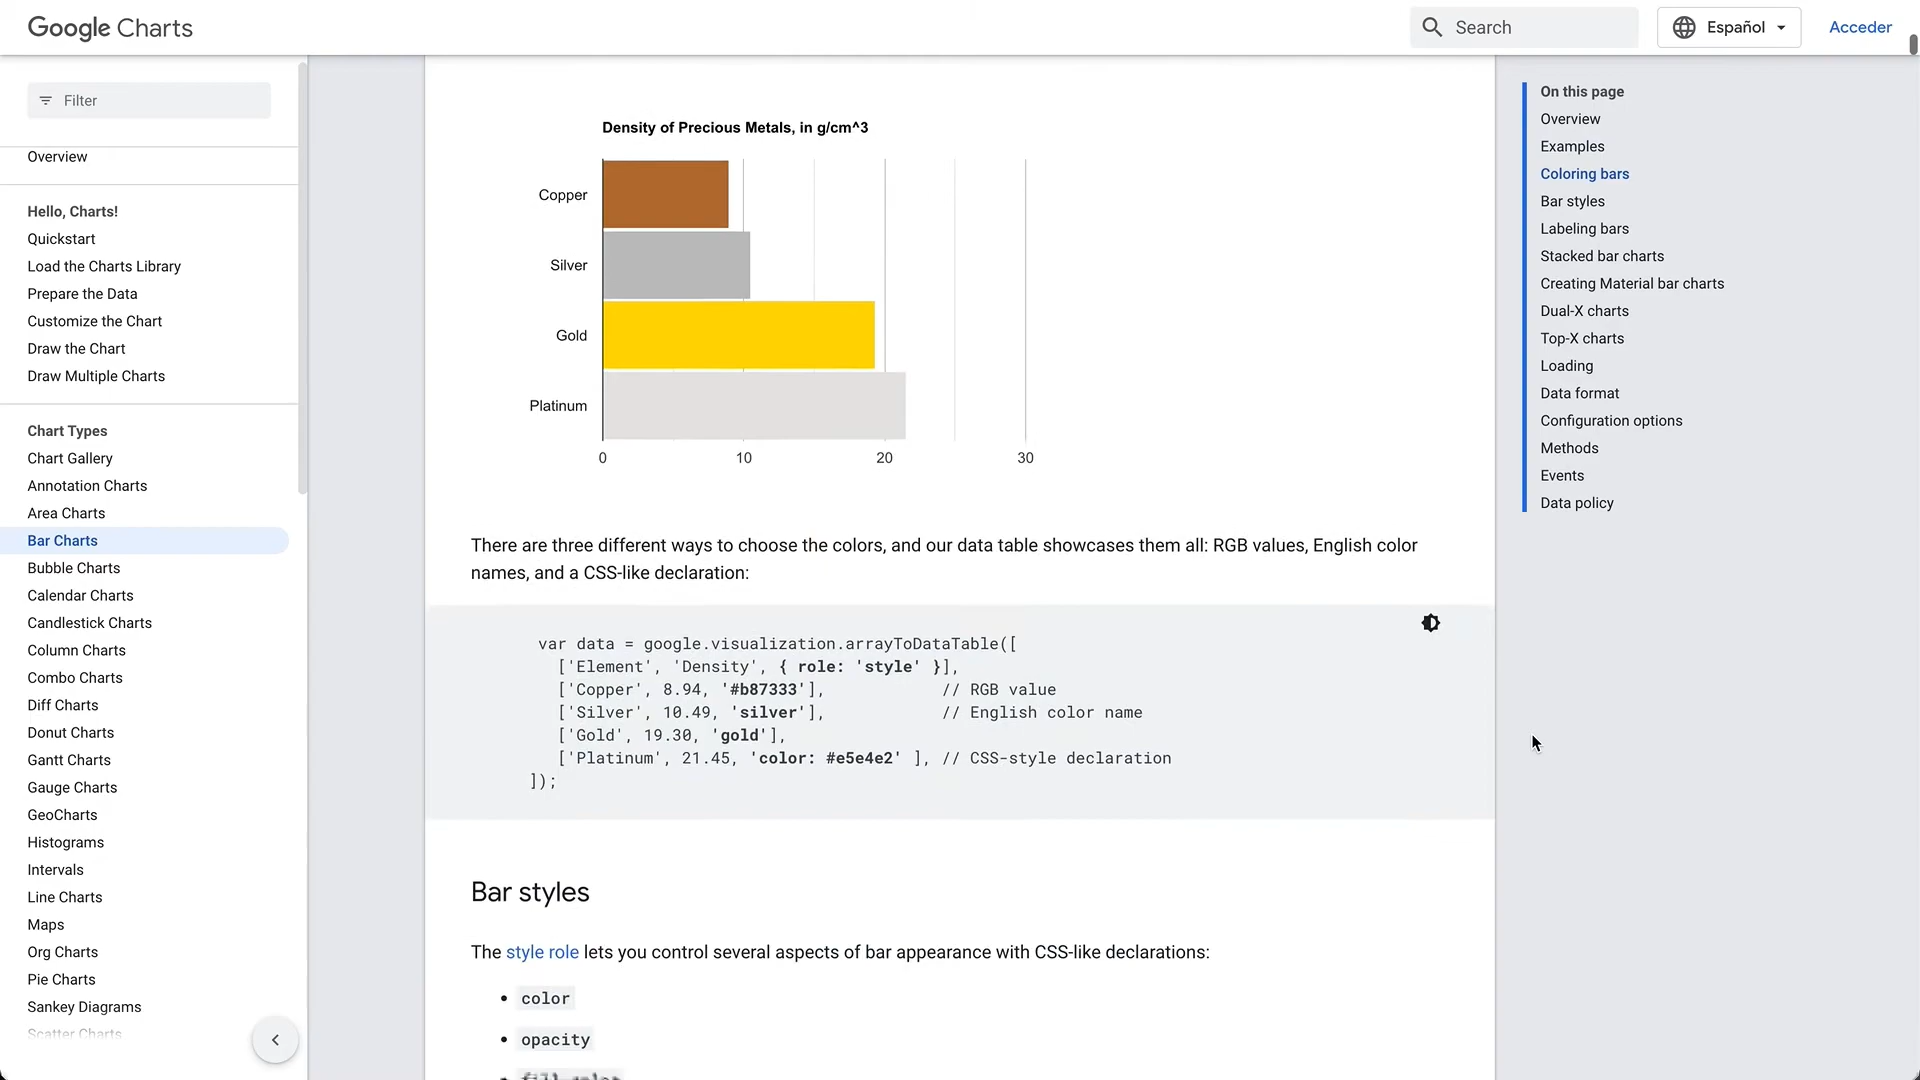 Google Charts
Search
Español
Acceder
Filter
Overview
Hello, Charts!
Quickstart
Load the Charts Library
Prepare the Data
Customize the Chart
Draw the Chart
Draw Multiple Charts
Chart Types
Chart Gallery
Annotation Charts
Area Charts
Bar Charts
Bubble Charts
Calendar Charts
Candlestick Charts
Column Charts
Combo Charts
Diff Charts
Donut Charts
Gantt Charts
Gauge Charts
GeoCharts
Histograms
Intervals
Line Charts
Maps
Org Charts
Pie Charts
Sankey Diagrams
Scatter Charts
Density of Precious Metals, in g/cm^3
Copper
Silver
Gold
Platinum
0 10 20 30
There are three different ways to choose the colors, and our data table showcases them all: RGB values, English color
names, and a CSS-like declaration:
var data = google.visualization.arrayToDataTable([
['Element', 'Density', { role: 'style' }],
['Copper', 8.94, '#b87333'], // RGB value
['Silver', 10.49, 'silver'], // English color name
['Gold', 19.30, 'gold'],
['Platinum', 21.45, 'color: #e5e4e2' ], // CSS-style declaration
]);
Bar styles
The style role lets you control several aspects of bar appearance with CSS-like declarations:
• color
• opacity
On this page
Overview
Examples
Coloring bars
Bar styles
Labeling bars
Stacked bar charts
Creating Material bar charts
Dual-X charts
Top-X charts
Loading
Data format
Configuration options
Methods
Events
Data policy